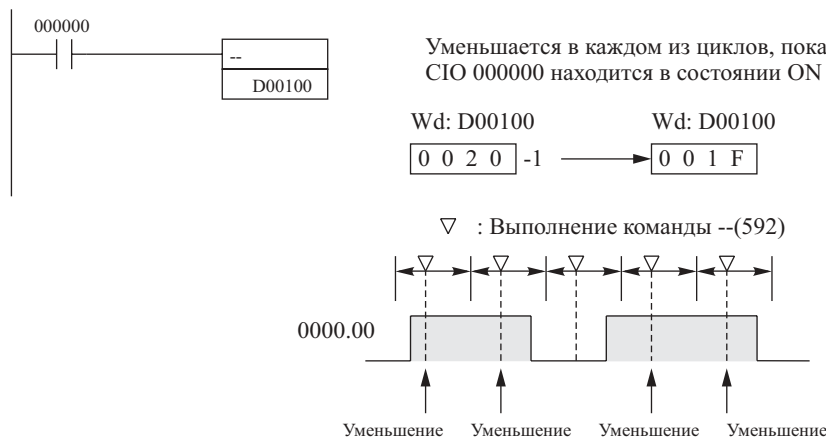 000000
--
D00100
Уменьшается в каждом из циклов, пока
CIO 000000 находится в состоянии ON
Wd: D00100 Wd: D00100
0 0 2 0 -1 0 0 1 F
▽ : Выполнение команды --(592)
0000.00
Уменьшение Уменьшение Уменьшение Уменьшение